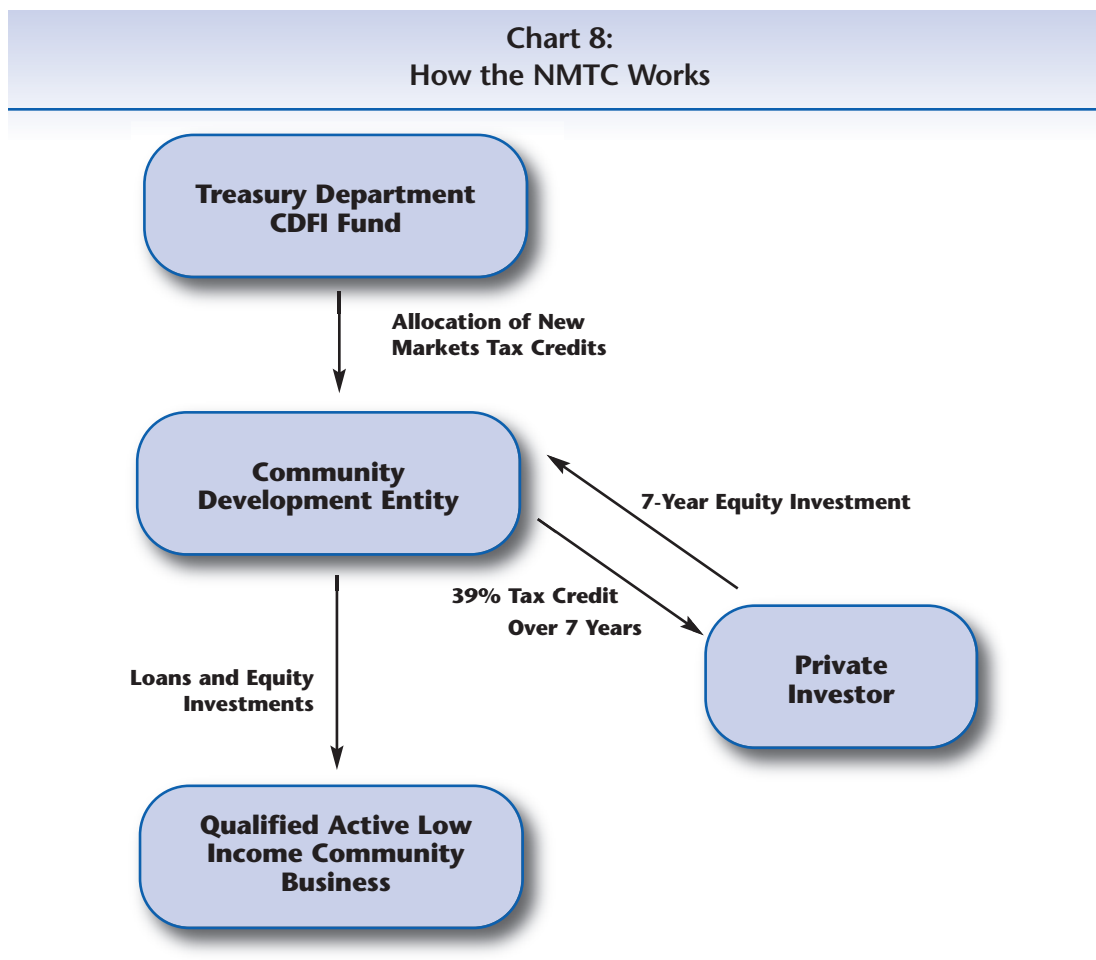 Chart 8:
How the NMTC Works
Treasury Department
CDFI Fund
Allocation of New
Markets Tax Credits
Community
Development Entity
7-Year Equity Investment
39% Tax Credit
Over 7 Years
Private
Investor
Loans and Equity
Investments
Qualified Active Low
Income Community
Business